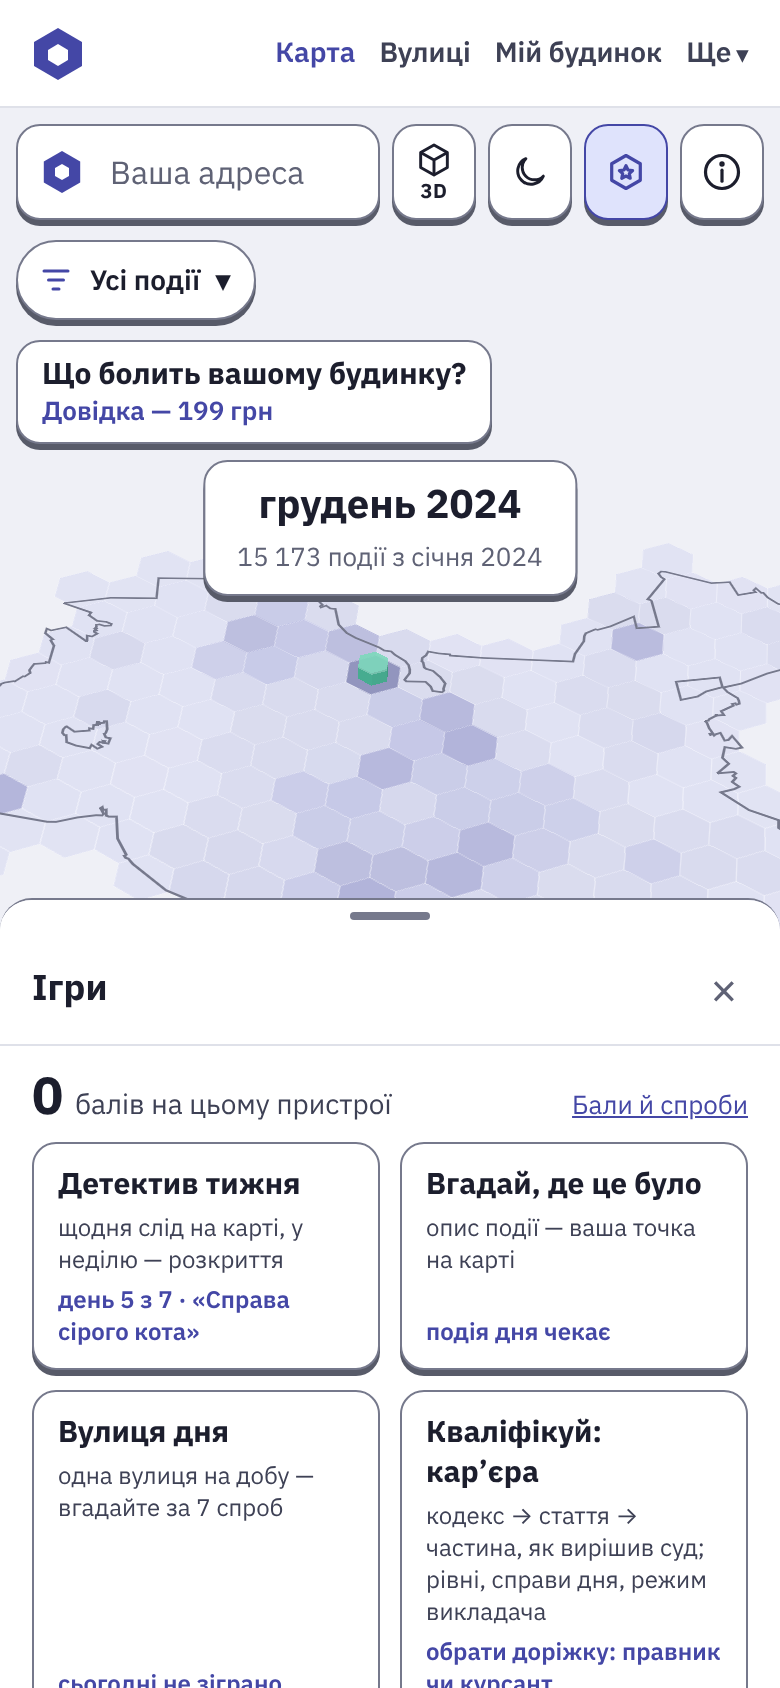 Карта Вулиці Мій будинок Ще ▾
Ваша адреса
3D
Усі події ▼
Що болить вашому будинку?
Довідка — 199 грн
грудень 2024
15 173 події з січня 2024
Ігри
×
0 балів на цьому пристрої
Бали й спроби
Детектив тижня
щодня слід на карті, у
неділю — розкриття
день 5 з 7 · «Справа
сірого кота»
Вгадай, де це було
опис події — ваша точка
на карті
подія дня чекає
Вулиця дня
одна вулиця на добу —
вгадайте за 7 спроб
сьогодні не зіграно
Кваліфікуй:
кар’єра
кодекс → стаття →
частина, як вирішив суд;
рівні, справи дня, режим
викладача
обрати доріжку: правник
чи курсант